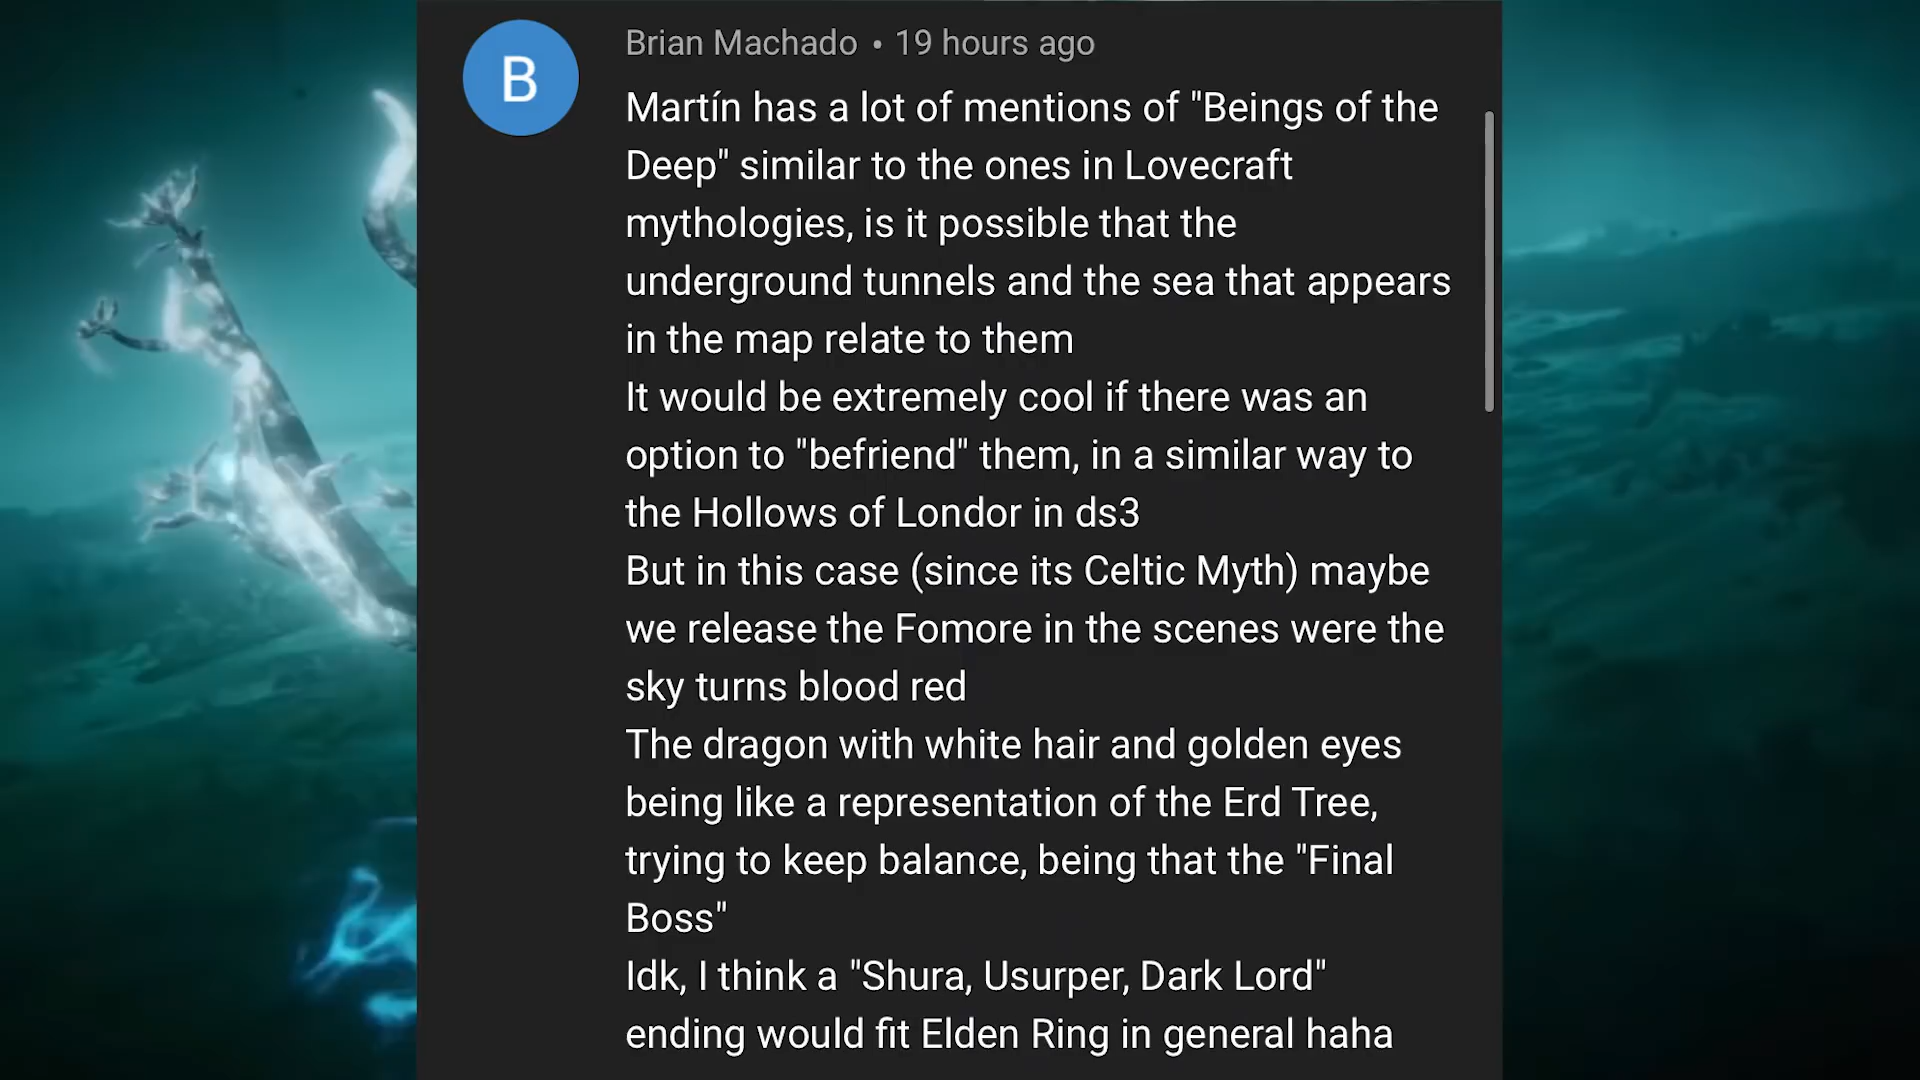 B
Brian Machado • 19 hours ago
Martín has a lot of mentions of "Beings of the
Deep" similar to the ones in Lovecraft
mythologies, is it possible that the
underground tunnels and the sea that appears
in the map relate to them
It would be extremely cool if there was an
option to "befriend" them, in a similar way to
the Hollows of Londor in ds3
But in this case (since its Celtic Myth) maybe
we release the Fomore in the scenes were the
sky turns blood red
The dragon with white hair and golden eyes
being like a representation of the Erd Tree,
trying to keep balance, being that the "Final
Boss"
Idk, I think a "Shura, Usurper, Dark Lord"
ending would fit Elden Ring in general haha